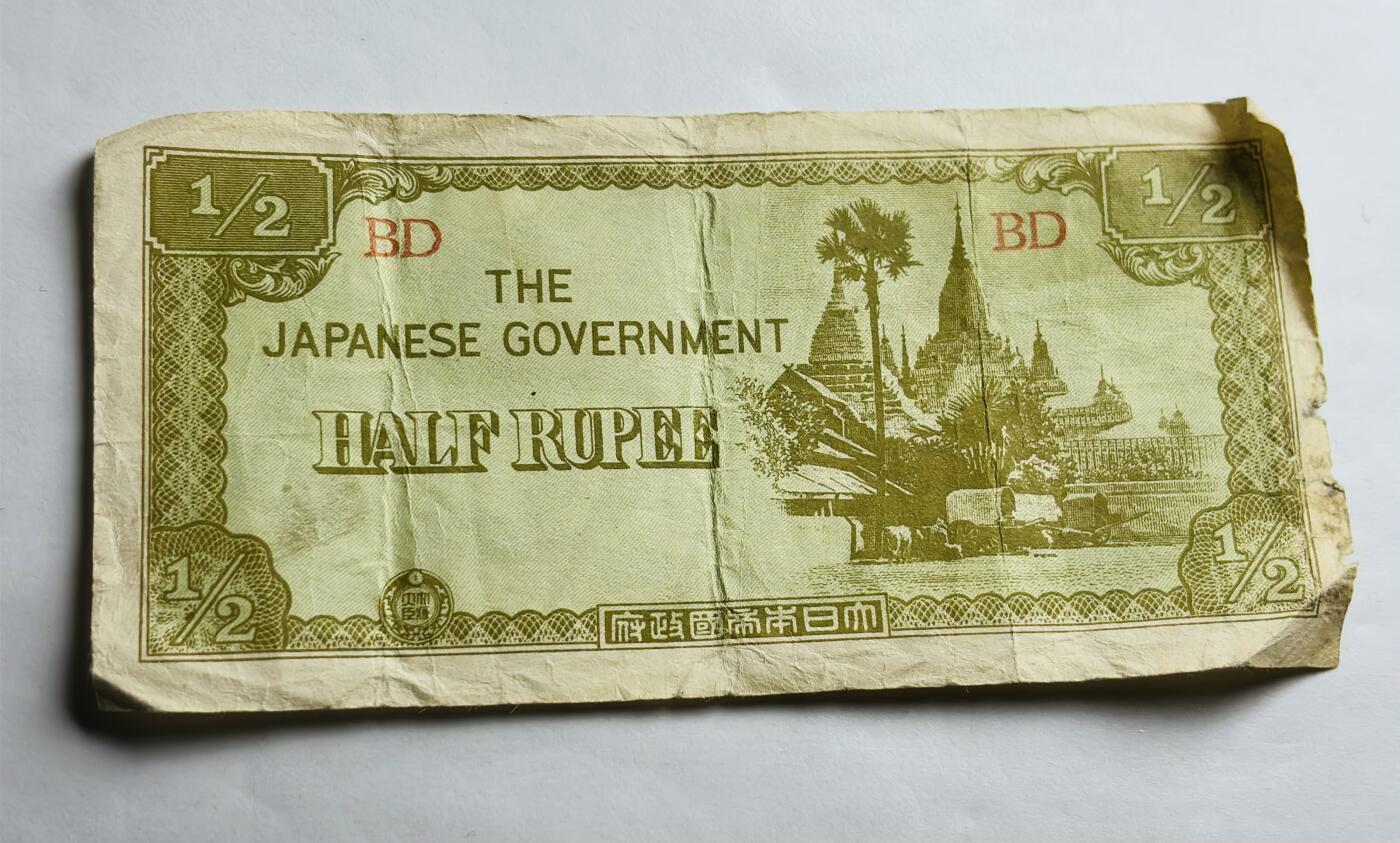 1/2
1/2
BD
BD
THE
JAPANESE GOVERNMENT
HALF RUPEE
1/2
1/2
大日本帝國政府